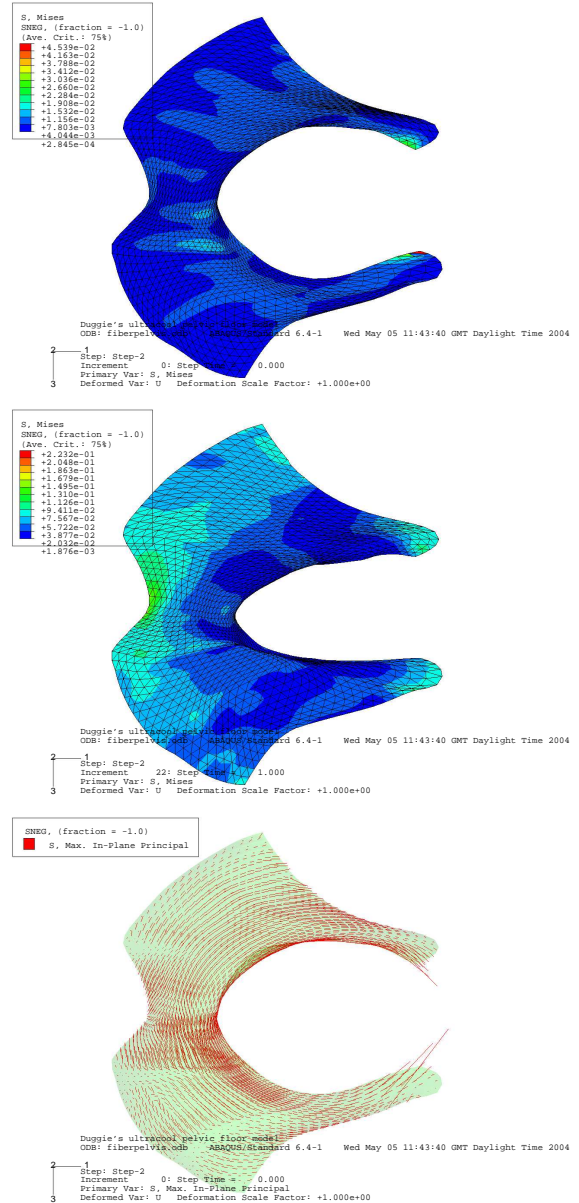 S, Mises
SNEG, (fraction = -1.0)
(Ave. Crit.: 75%)
+4.539e-02
+4.163e-02
+3.788e-02
+3.412e-02
+3.036e-02
+2.660e-02
+2.284e-02
+1.908e-02
+1.532e-02
+1.156e-02
+7.803e-03
+4.044e-03
+2.845e-04
Duggie's ultracool pelvic floor model
ODB: fiberpelvis.odb ABAQUS/Standard 6.4-1 Wed May 05 11:43:40 GMT Daylight Time 2004
2 1
3
Step: Step-2
Increment 0: Step Time = 0.000
Primary Var: S, Mises
Deformed Var: U Deformation Scale Factor: +1.000e+00
S, Mises
SNEG, (fraction = -1.0)
(Ave. Crit.: 75%)
+2.232e-01
+2.048e-01
+1.863e-01
+1.679e-01
+1.495e-01
+1.310e-01
+1.126e-01
+9.411e-02
+7.567e-02
+5.722e-02
+3.877e-02
+2.032e-02
+1.876e-03
Duggie's ultracool pelvic floor model
ODB: fiberpelvis.odb ABAQUS/Standard 6.4-1 Wed May 05 11:43:40 GMT Daylight Time 2004
2 1
3
Step: Step-2
Increment 22: Step Time = 1.000
Primary Var: S, Mises
Deformed Var: U Deformation Scale Factor: +1.000e+00
SNEG, (fraction = -1.0)
S, Max. In-Plane Principal
Duggie's ultracool pelvic floor model
ODB: fiberpelvis.odb ABAQUS/Standard 6.4-1 Wed May 05 11:43:40 GMT Daylight Time 2004
2 1
3
Step: Step-2
Increment 0: Step Time = 0.000
Primary Var: S, Max. In-Plane Principal
Deformed Var: U Deformation Scale Factor: +1.000e+00